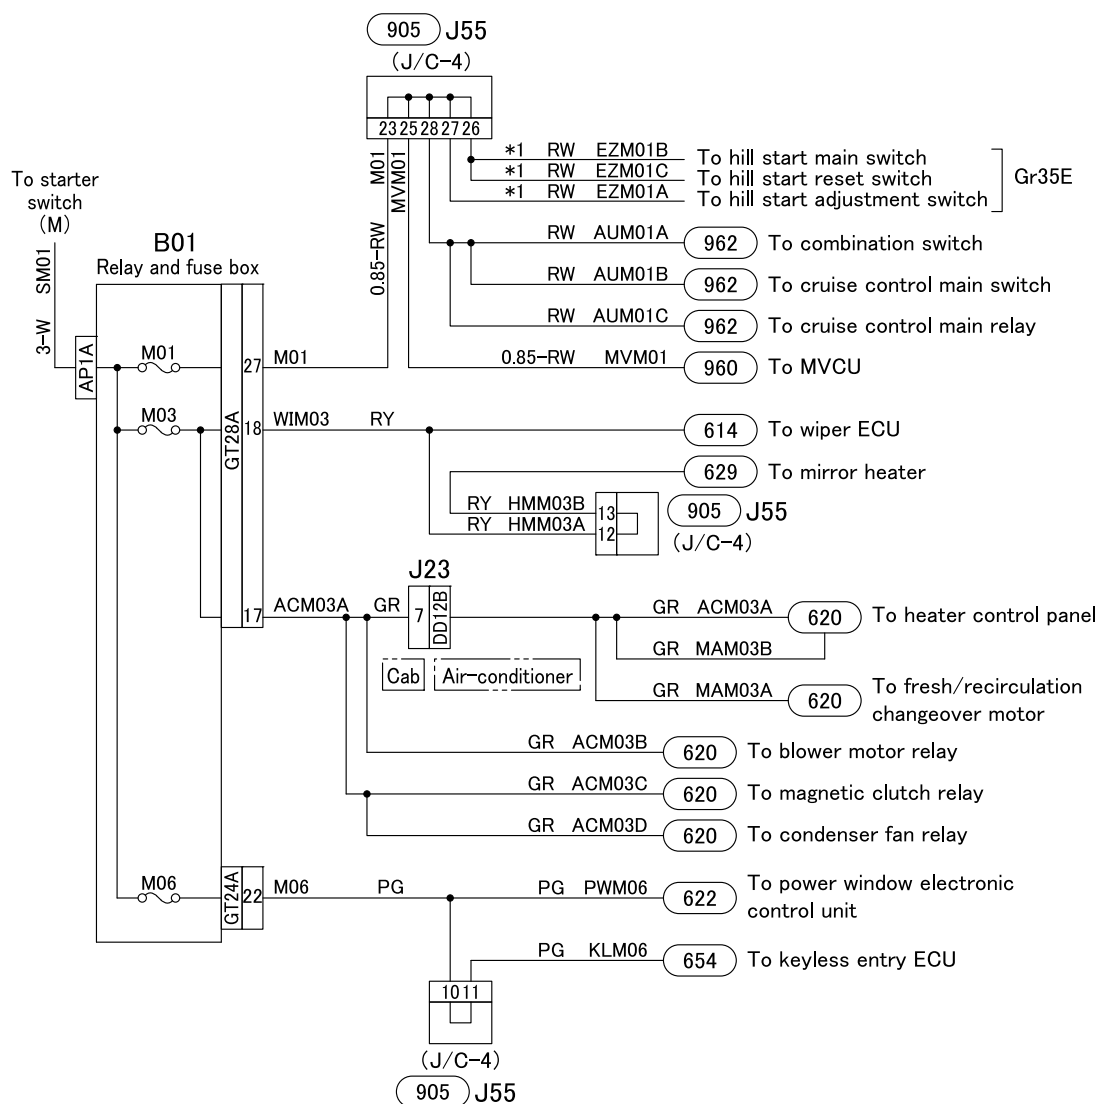 905 J55
(J/C-4)
23 25 28 27 26
*1 RW EZM01B To hill start main switch
*1 RW EZM01C To hill start reset switch
*1 RW EZM01A To hill start adjustment switch
Gr35E
M01
MVM01
0.85-RW
To starter
switch
(M)
3-W SM01
B01
Relay and fuse box
RW AUM01A 962 To combination switch
RW AUM01B 962 To cruise control main switch
RW AUM01C 962 To cruise control main relay
AP1A
M01
27 M01
0.85-RW MVM01 960 To MVCU
M03
GT28A
18 WIM03 RY 614 To wiper ECU
629 To mirror heater
RY HMM03B 13
RY HMM03A 12
905 J55
(J/C-4)
J23
17 ACM03A GR 7 DD12B
GR ACM03A 620 To heater control panel
GR MAM03B
Cab Air-conditioner
GR MAM03A 620 To fresh/recirculation
changeover motor
GR ACM03B 620 To blower motor relay
GR ACM03C 620 To magnetic clutch relay
GR ACM03D 620 To condenser fan relay
M06
GT24A
22 M06 PG
PG PWM06 622 To power window electronic
control unit
PG KLM06 654 To keyless entry ECU
10 11
(J/C-4)
905 J55